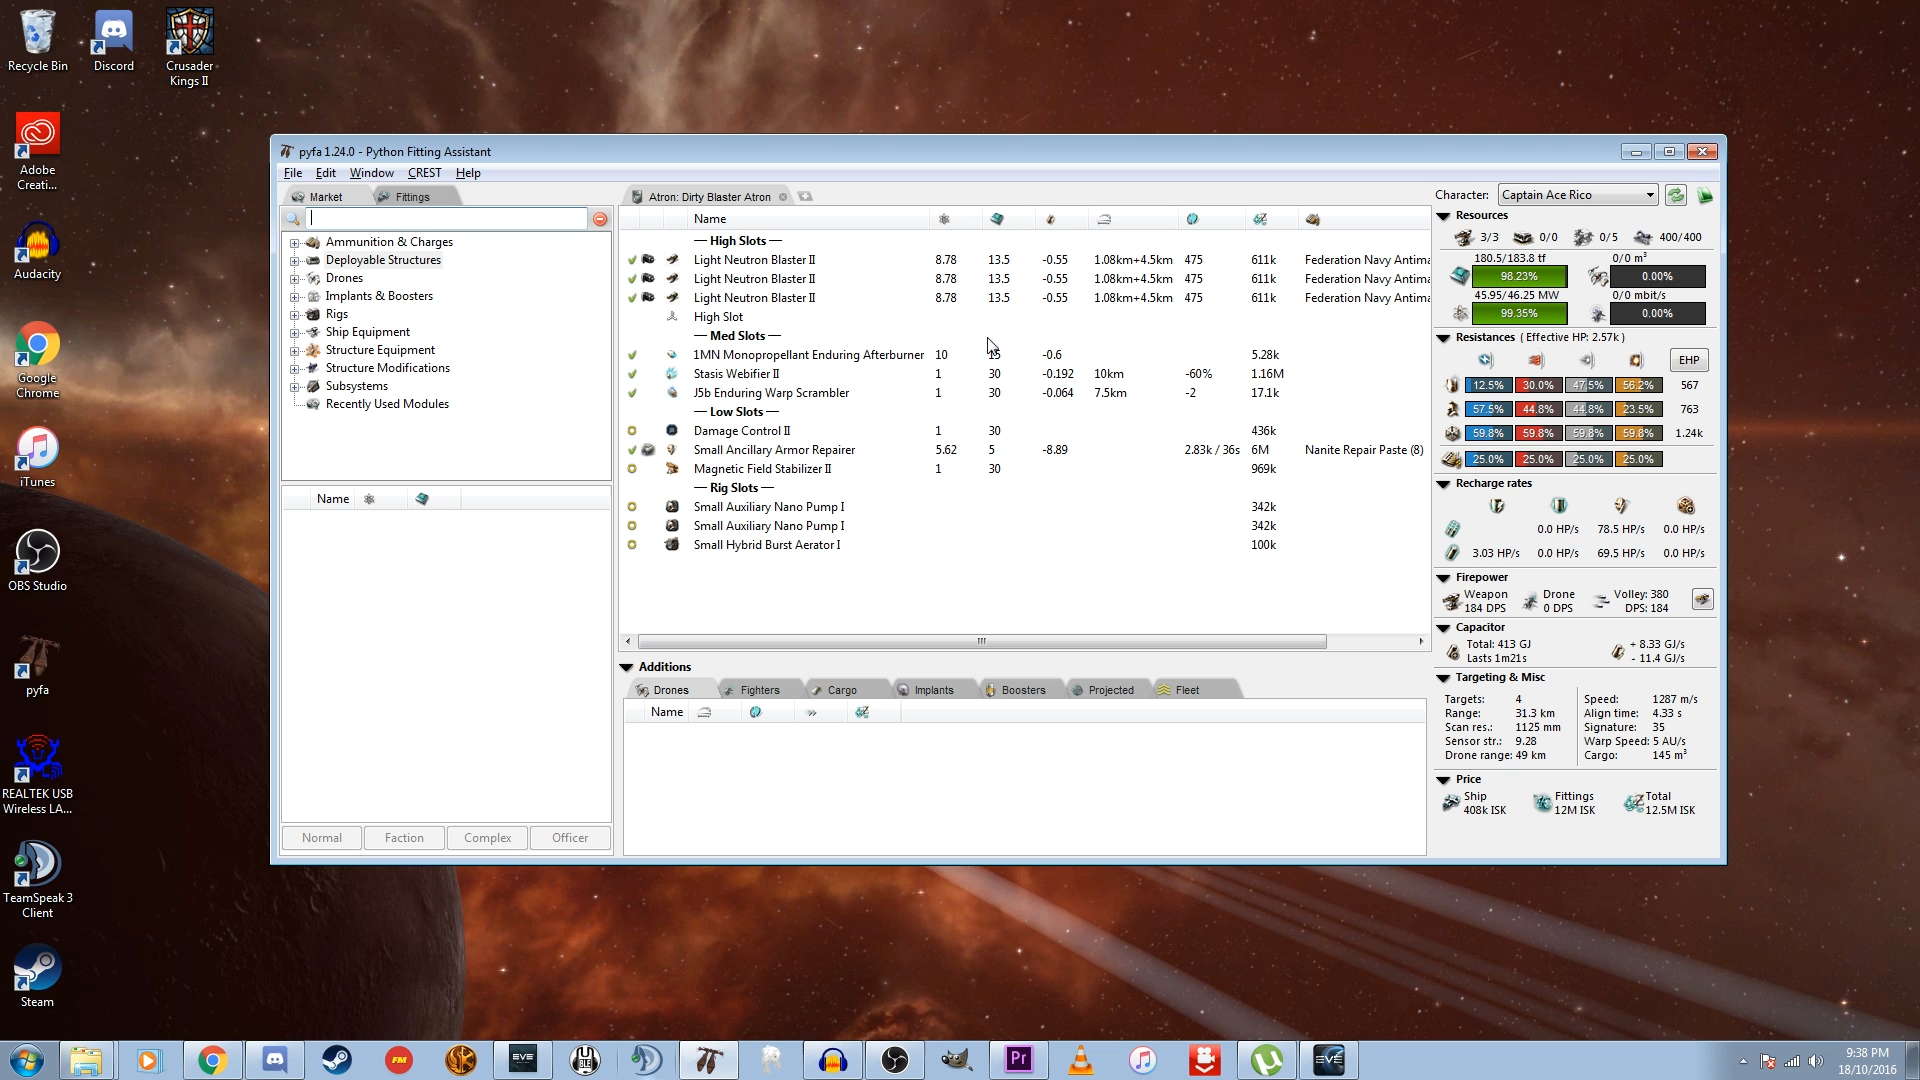 Recycle Bin
Discord
Crusader
Kings II
Adobe
Creati...
Audacity
Google
Chrome
iTunes
OBS Studio
pyfa
REALTEK USB
Wireless LA...
TeamSpeak 3
Client
Steam
pyfa 1.24.0 - Python Fitting Assistant
File Edit Window CREST Help
Market Fittings
Ammunition & Charges
Deployable Structures
Drones
Implants & Boosters
Rigs
Ship Equipment
Structure Equipment
Structure Modifications
Subsystems
Recently Used Modules
Name
Normal Faction Complex Officer
Atron: Dirty Blaster Atron
Name
— High Slots —
Light Neutron Blaster II 8.78 13.5 -0.55 1.08km+4.5km 475 611k Federation Navy Antima
Light Neutron Blaster II 8.78 13.5 -0.55 1.08km+4.5km 475 611k Federation Navy Antima
Light Neutron Blaster II 8.78 13.5 -0.55 1.08km+4.5km 475 611k Federation Navy Antima
High Slot
— Med Slots —
1MN Monopropellant Enduring Afterburner 10 15 -0.6 5.28k
Stasis Webifier II 1 30 -0.192 10km -60% 1.16M
J5b Enduring Warp Scrambler 1 30 -0.064 7.5km -2 17.1k
— Low Slots —
Damage Control II 1 30 436k
Small Ancillary Armor Repairer 5.62 5 -8.89 2.83k / 36s 6M Nanite Repair Paste (8)
Magnetic Field Stabilizer II 1 30 969k
— Rig Slots —
Small Auxiliary Nano Pump I 342k
Small Auxiliary Nano Pump I 342k
Small Hybrid Burst Aerator I 100k
Additions
Drones Fighters Cargo Implants Boosters Projected Fleet
Name
Character: Captain Ace Rico
Resources
3/3 0/0 0/5 400/400
180.5/183.8 tf 0/0 m³
98.23% 0.00%
45.95/46.25 MW 0/0 mbit/s
99.35% 0.00%
Resistances ( Effective HP: 2.57k )
EHP
12.5% 30.0% 47.5% 56.2% 567
57.5% 44.8% 44.8% 23.5% 763
59.8% 59.8% 59.8% 59.8% 1.24k
25.0% 25.0% 25.0% 25.0%
Recharge rates
0.0 HP/s 78.5 HP/s 0.0 HP/s
3.03 HP/s 0.0 HP/s 69.5 HP/s 0.0 HP/s
Firepower
Weapon Drone Volley: 380
184 DPS 0 DPS DPS: 184
Capacitor
Total: 413 GJ + 8.33 GJ/s
Lasts 1m21s - 11.4 GJ/s
Targeting & Misc
Targets: 4 Speed: 1287 m/s
Range: 31.3 km Align time: 4.33 s
Scan res.: 1125 mm Signature: 35
Sensor str.: 9.28 Warp Speed: 5 AU/s
Drone range: 49 km Cargo: 145 m³
Price
Ship Fittings Total
408k ISK 12M ISK 12.5M ISK
FM
EVE
Pr
EVE
9:38 PM
18/10/2016